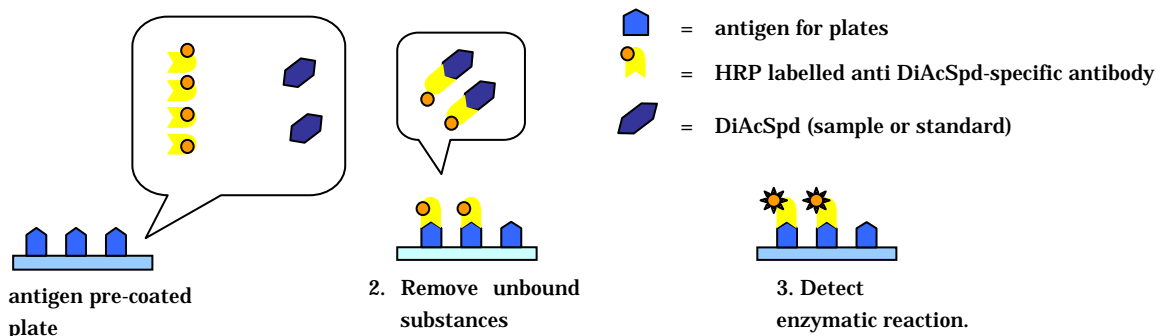 = antigen for plates
= HRP labelled anti DiAcSpd-specific antibody
= DiAcSpd (sample or standard)
antigen pre-coated
plate
2. Remove unbound
substances
3. Detect
enzymatic reaction.